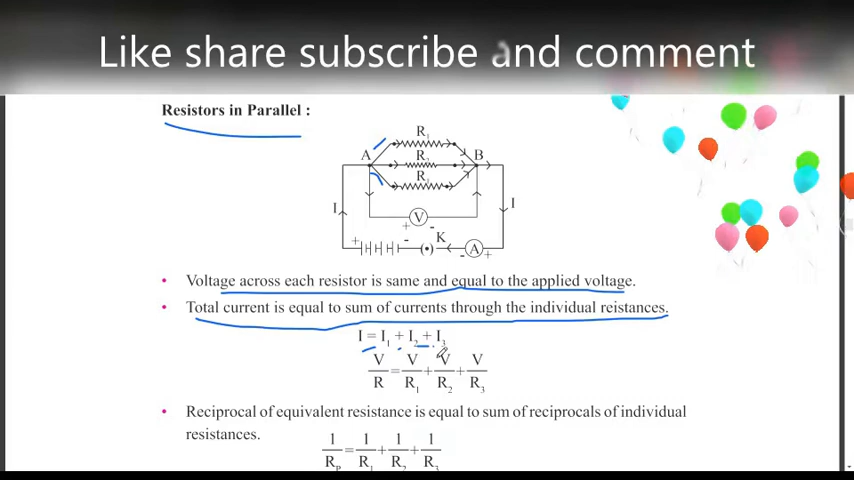 Like share subscribe and comment
Resistors in Parallel :
R₁
A R₂ B
R₃
I V I
+ -
+ - K A
- +
• Voltage across each resistor is same and equal to the applied voltage.
• Total current is equal to sum of currents through the individual reistances.
I = I₁ + I₂ + I₃
V/R = V/R₁ + V/R₂ + V/R₃
• Reciprocal of equivalent resistance is equal to sum of reciprocals of individual
resistances.
1/Rₚ = 1/R₁ + 1/R₂ + 1/R₃